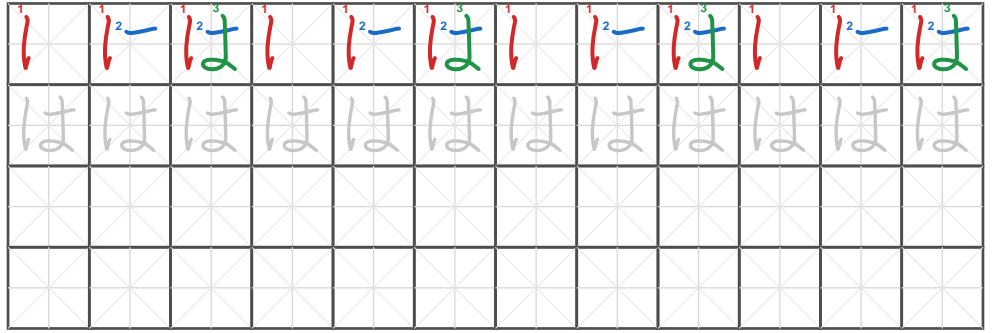 1 1 2 1 2 3 1 1 2 1 2 3 1 1 2 1 2 3 1 1 2 1 2 3
は は は は は は は は は は は は